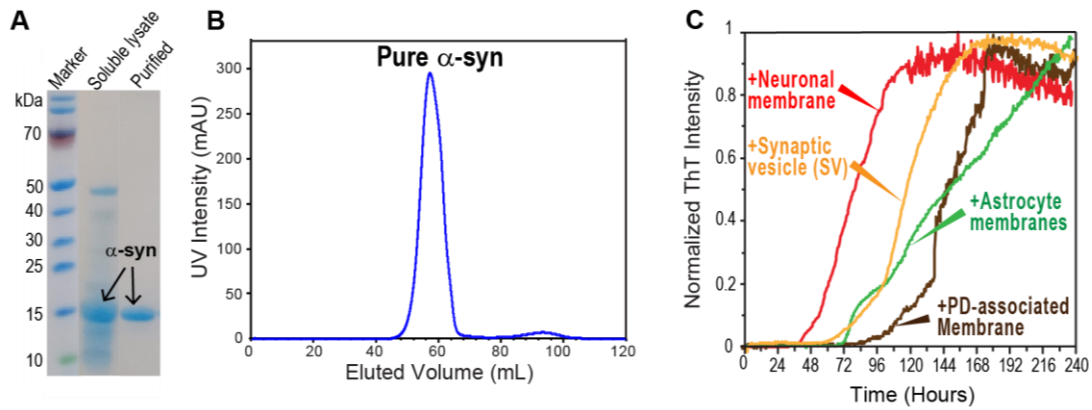 A
Marker
Soluble lysate
Purified
kDa
70
50
40
30
25
15
10
α-syn
B
Pure α-syn
UV Intensity (mAU)
300
250
200
150
100
50
0
0 20 40 60 80 100 120
Eluted Volume (mL)
C
Normalized ThT Intensity
1
0.8
0.6
0.4
0.2
0
+Neuronal
membrane
+Synaptic
vesicle (SV)
+Astrocyte
membranes
+PD-associated
Membrane
0 24 48 72 96 120 144 168 192 216 240
Time (Hours)